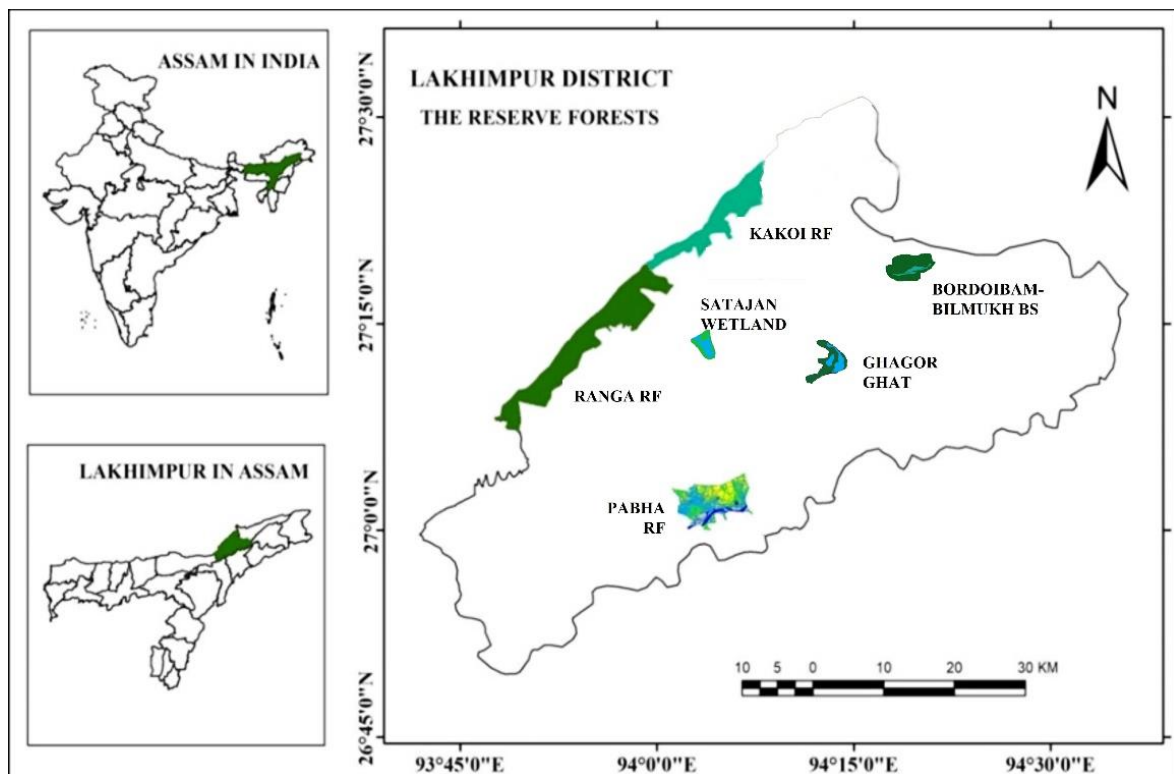 ASSAM IN INDIA
LAKHIMPUR IN ASSAM
LAKHIMPUR DISTRICT
THE RESERVE FORESTS
N
KAKOI RF
BORDOIBAM-
BILMUKH BS
SATAJAN
WETLAND
GHAGOR
GHAT
RANGA RF
PABHA
RF
10 5 0 10 20 30 KM
27°30'0"N
27°15'0"N
27°0'0"N
26°45'0"N
93°45'0"E 94°0'0"E 94°15'0"E 94°30'0"E